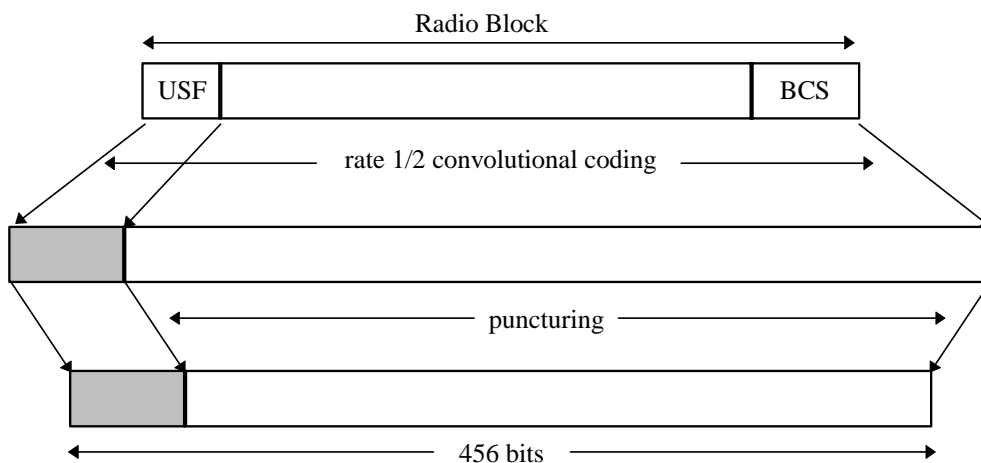 Radio Block
USF
BCS
rate 1/2 convolutional coding
puncturing
456 bits